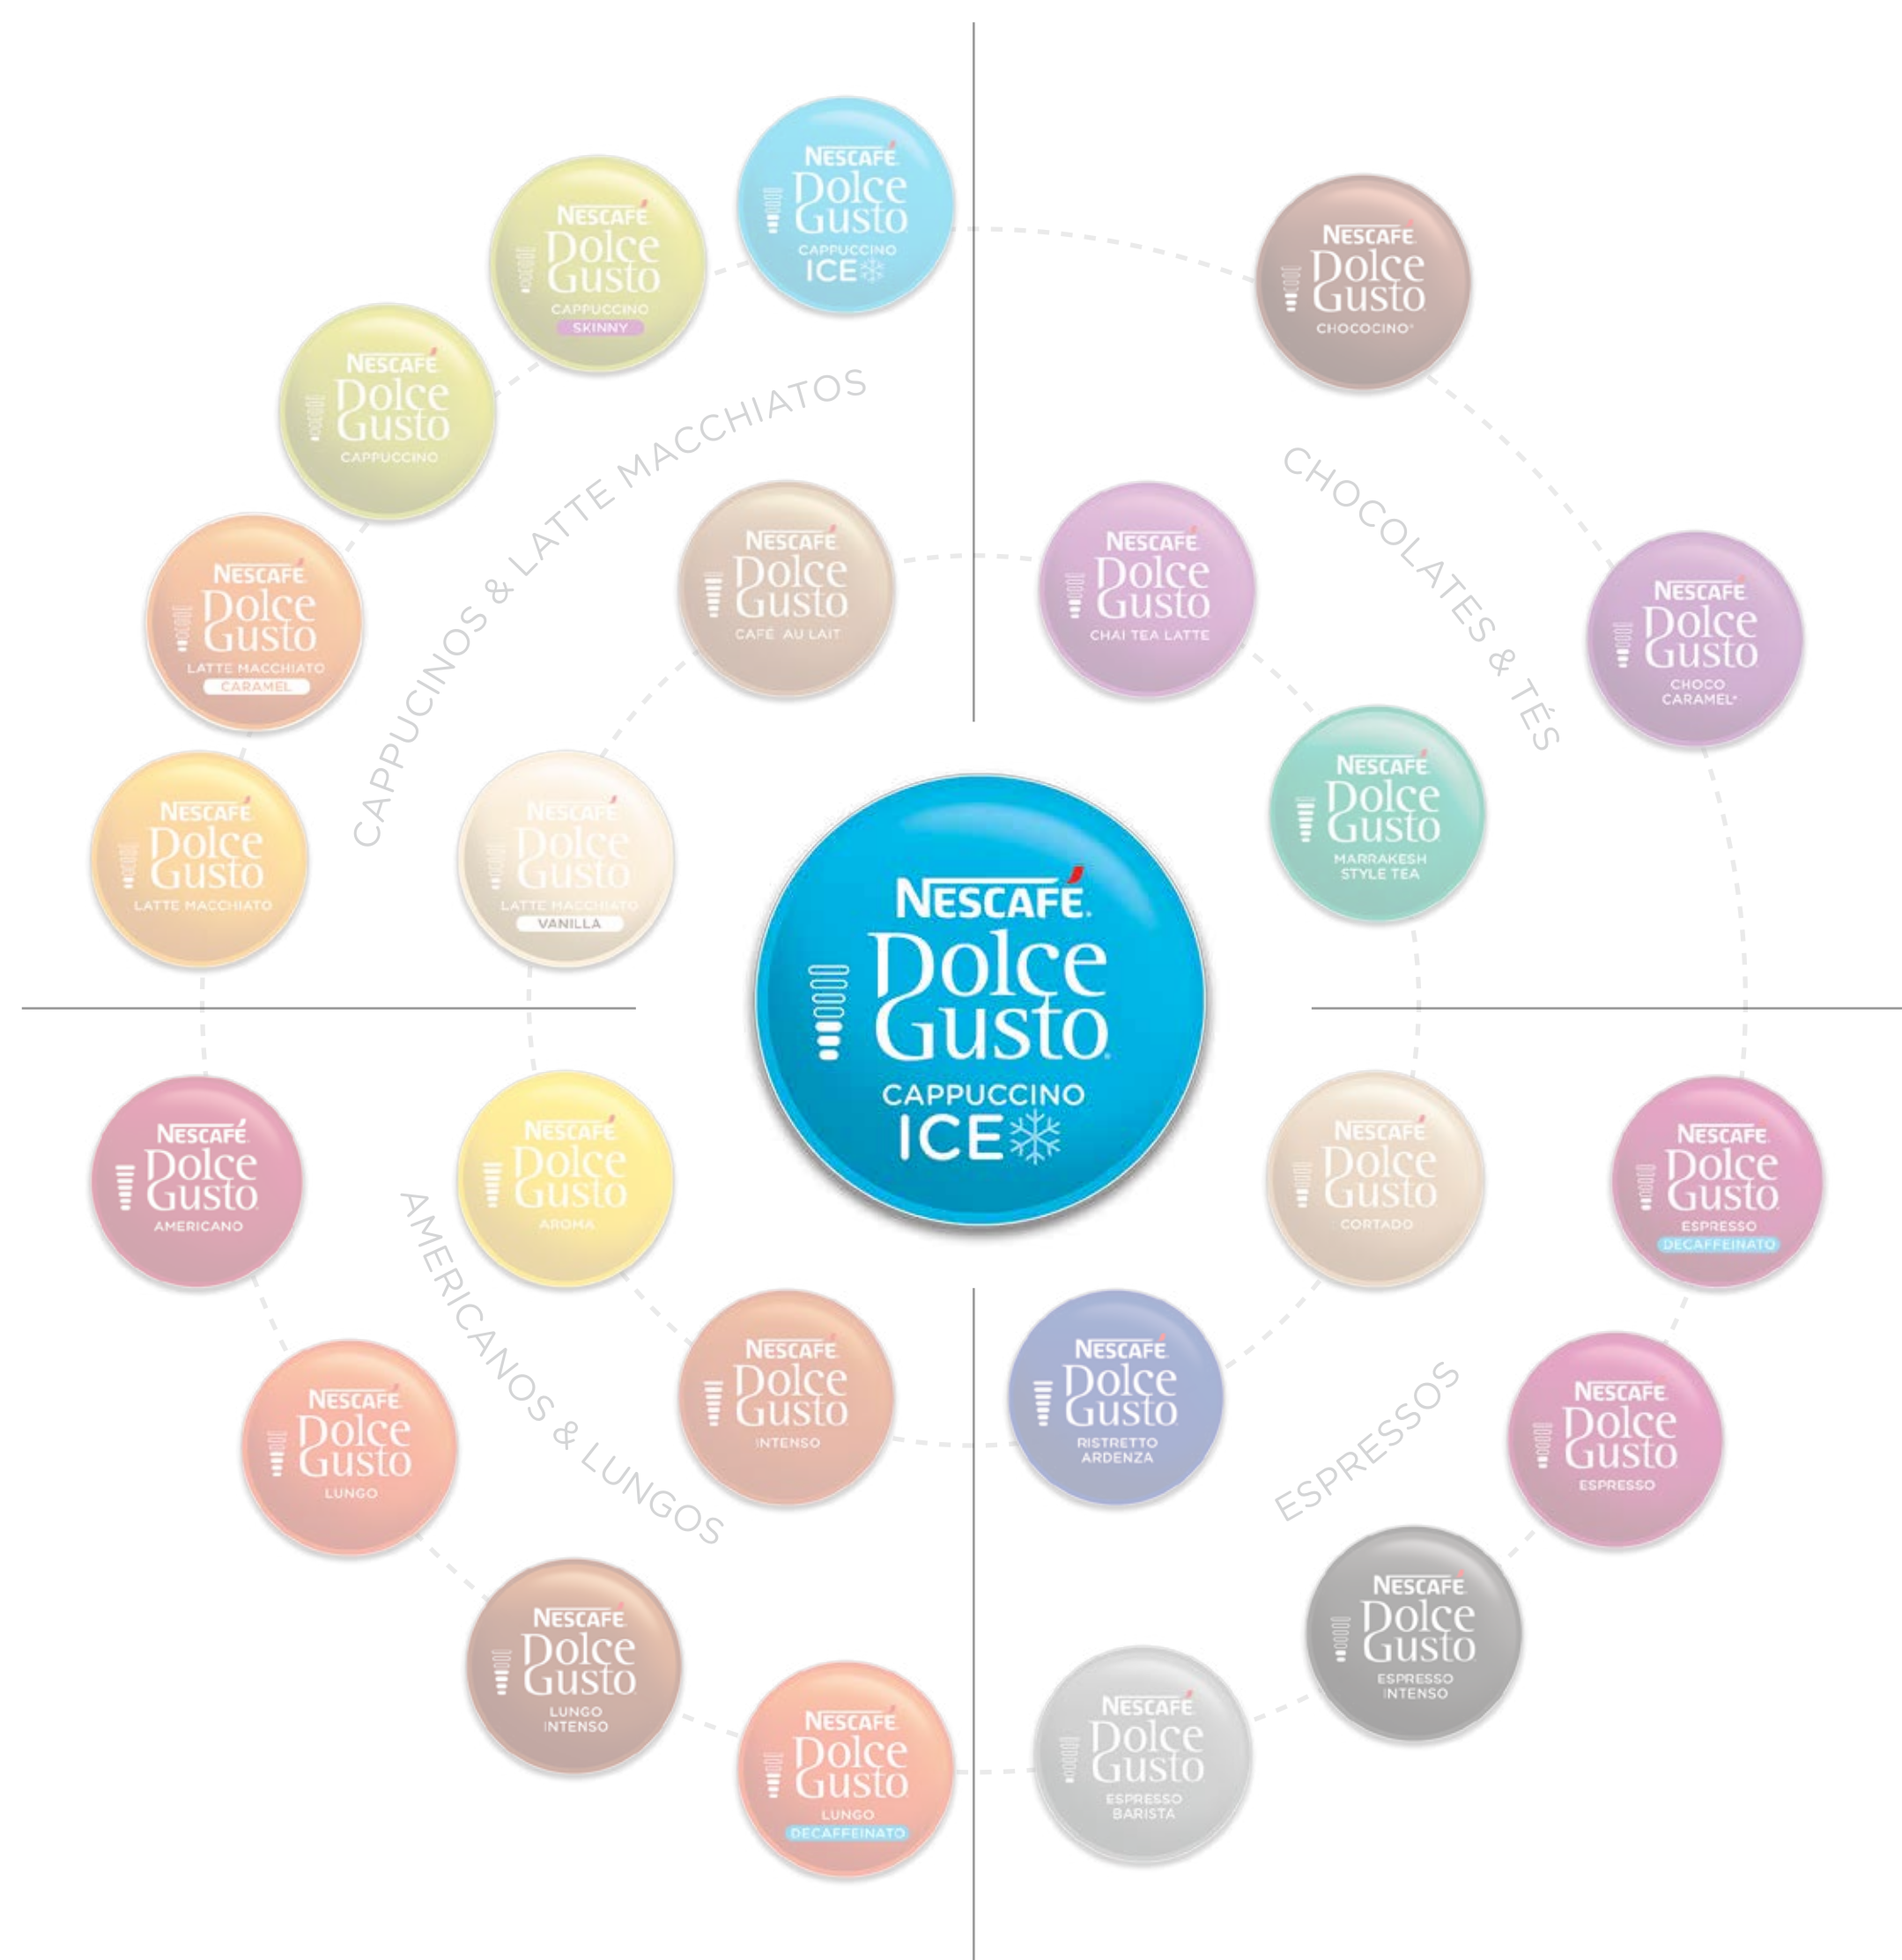 NESCAFÉ
Dolce
Gusto
CAPPUCCINO
ICE
NESCAFÉ
Dolce
Gusto
CAPPUCCINO
SKINNY
NESCAFÉ
Dolce
Gusto
CAPPUCCINO
NESCAFÉ
Dolce
Gusto
LATTE MACCHIATO
CARAMEL
NESCAFÉ
Dolce
Gusto
LATTE MACCHIATO
CAPPUCINOS & LATTE MACCHIATOS
NESCAFÉ
Dolce
Gusto
CAFÉ AU LAIT
NESCAFÉ
Dolce
Gusto
LATTE MACCHIATO
VANILLA
NESCAFÉ
Dolce
Gusto
CHOCOCINO*
NESCAFÉ
Dolce
Gusto
CHOCO
CARAMEL*
CHOCOLATES & TÉS
NESCAFÉ
Dolce
Gusto
CHAI TEA LATTE
NESCAFÉ
Dolce
Gusto
MARRAKESH
STYLE TEA
NESCAFÉ
Dolce
Gusto
CAPPUCCINO
ICE
NESCAFÉ
Dolce
Gusto
AMERICANO
NESCAFÉ
Dolce
Gusto
AROMA
AMERICANOS & LUNGOS
NESCAFÉ
Dolce
Gusto
INTENSO
NESCAFÉ
Dolce
Gusto
LUNGO
NESCAFÉ
Dolce
Gusto
LUNGO
INTENSO
NESCAFÉ
Dolce
Gusto
LUNGO
DECAFFEINATO
NESCAFÉ
Dolce
Gusto
CORTADO
NESCAFÉ
Dolce
Gusto
ESPRESSO
DECAFFEINATO
NESCAFÉ
Dolce
Gusto
RISTRETTO
ARDENZA
ESPRESSOS
NESCAFÉ
Dolce
Gusto
ESPRESSO
NESCAFÉ
Dolce
Gusto
ESPRESSO
INTENSO
NESCAFÉ
Dolce
Gusto
ESPRESSO
BARISTA